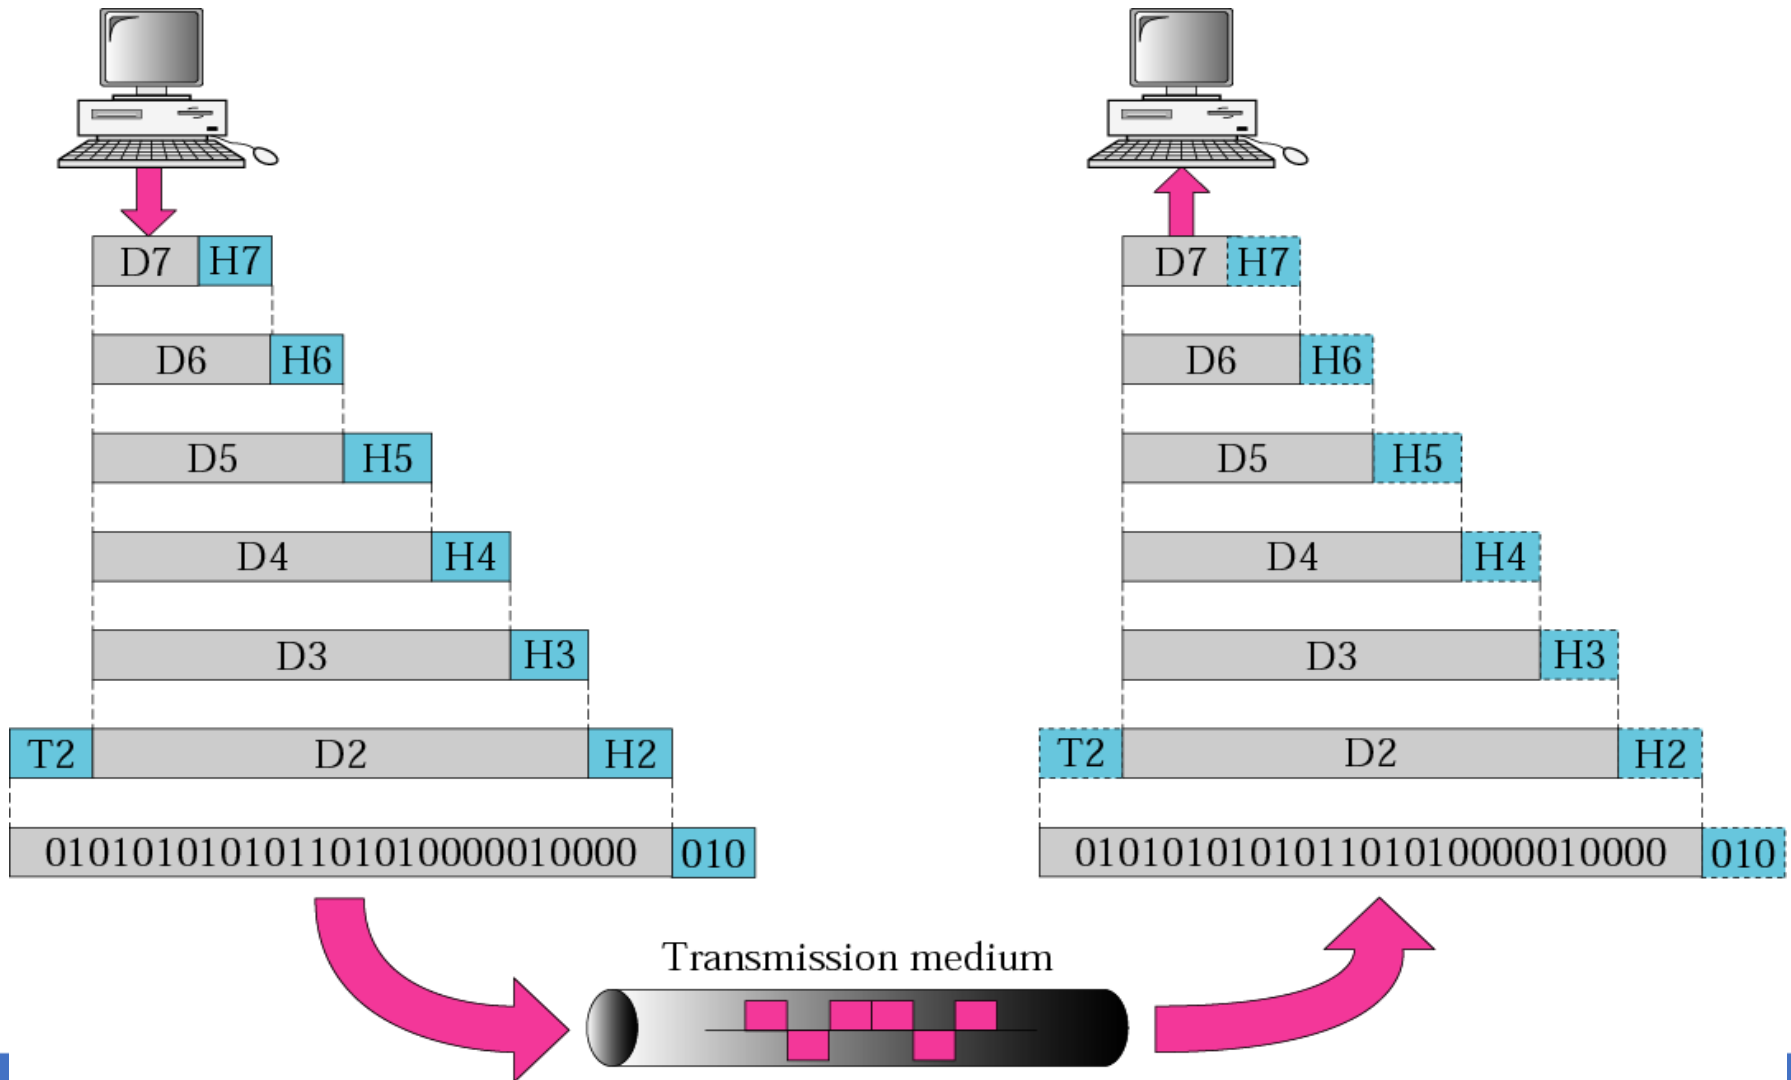 D7 H7
D7 H7
D6 H6
D6 H6
D5 H5
D5 H5
D4 H4
D4 H4
D3 H3
D3 H3
T2 D2 H2
T2 D2 H2
010101010101101010000010000 010
010101010101101010000010000 010
Transmission medium